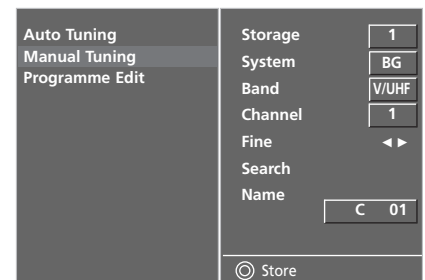 Auto Tuning
Manual Tuning
Programme Edit
Storage 1
System BG
Band V/UHF
Channel 1
Fine ◄ ►
Search
Name
C 01
Store